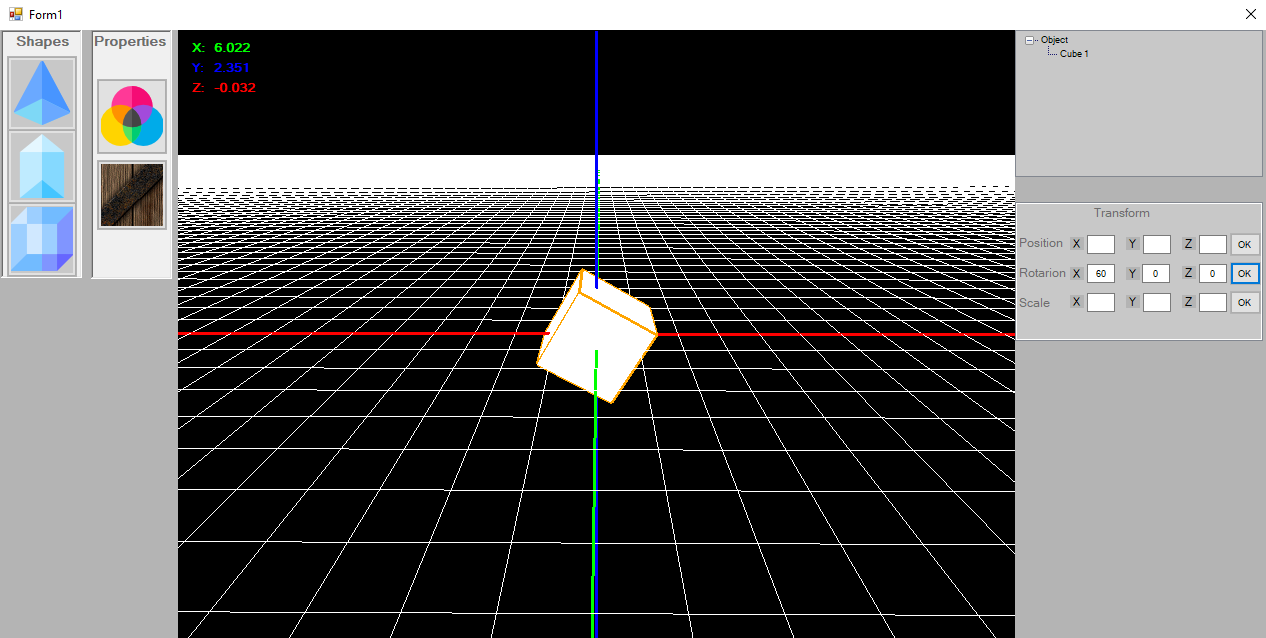 Form1
Shapes
Properties
X: 6.022
Y: 2.351
Z: -0.032
Object
Cube 1
Transform
Position X Y Z OK
Rotarion X 60 Y 0 Z 0 OK
Scale X Y Z OK